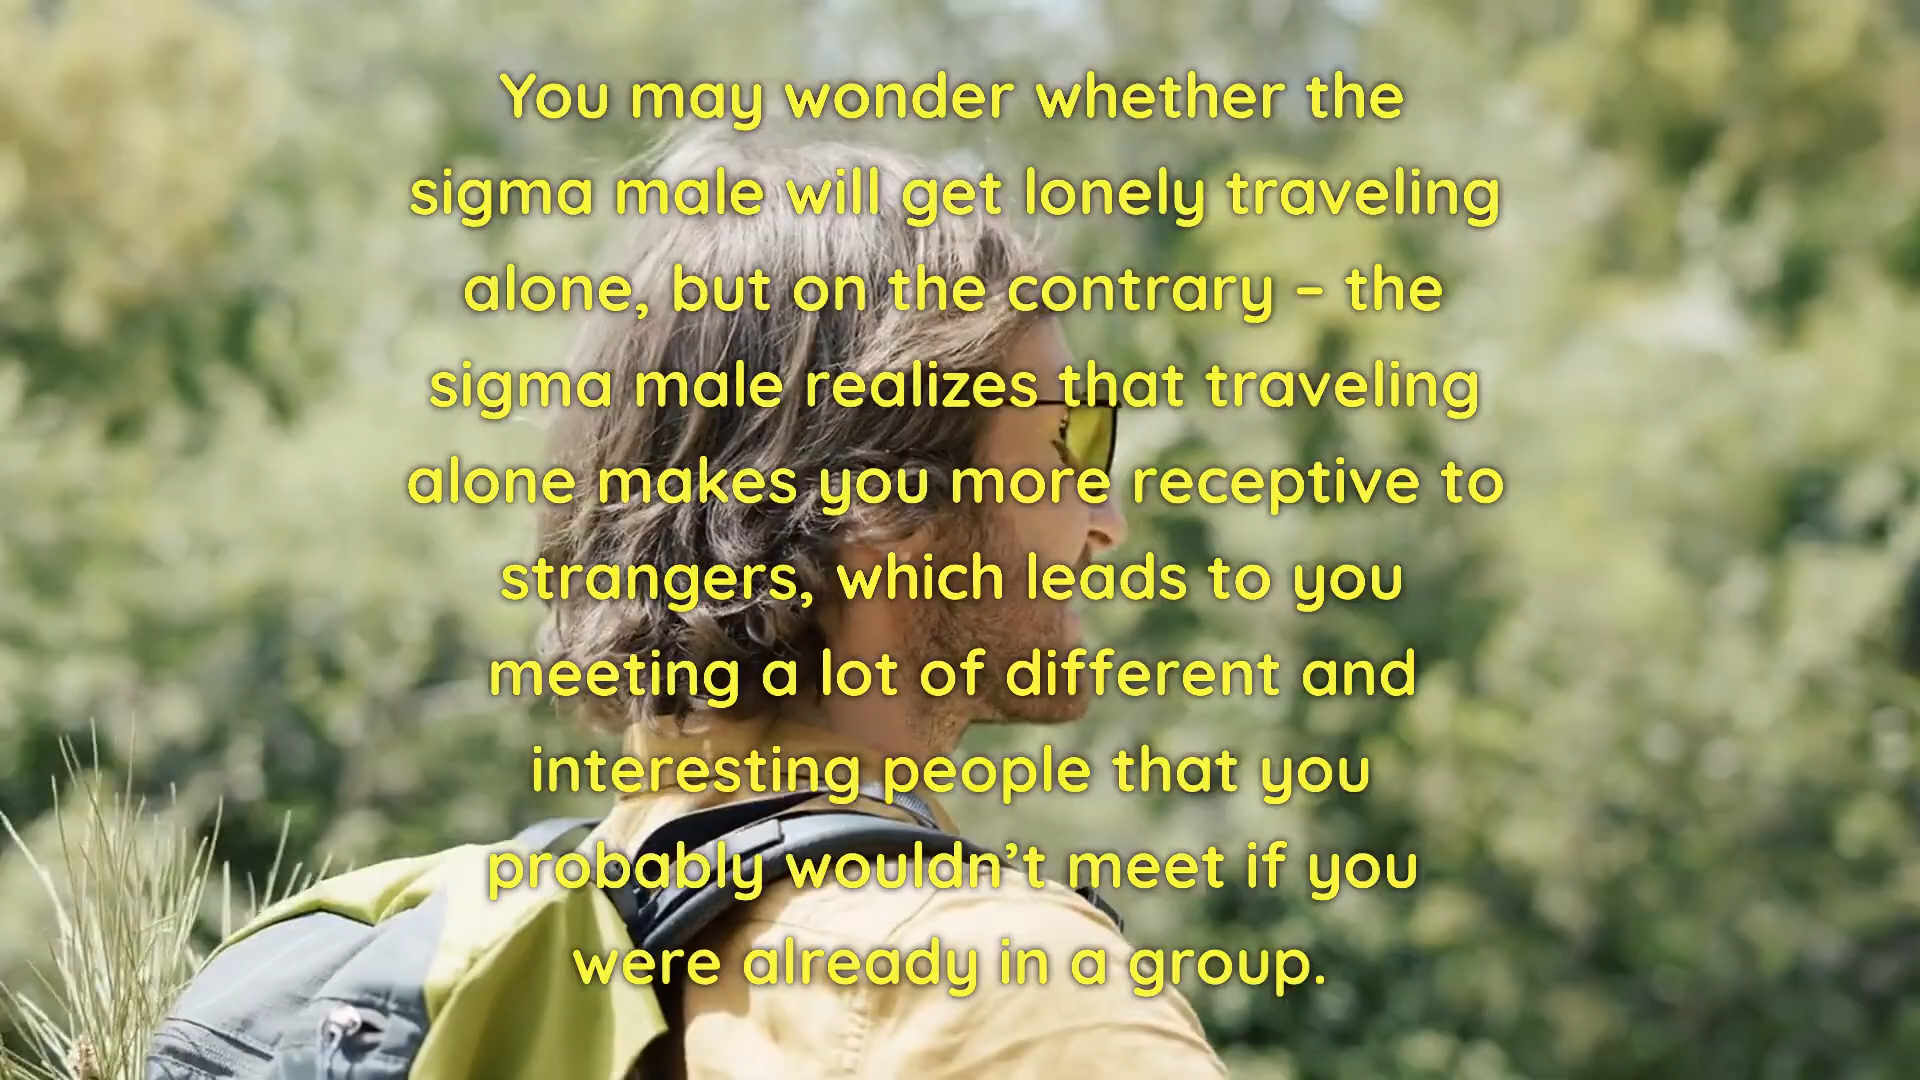 You may wonder whether the
sigma male will get lonely traveling
alone, but on the contrary – the
sigma male realizes that traveling
alone makes you more receptive to
strangers, which leads to you
meeting a lot of different and
interesting people that you
probably wouldn’t meet if you
were already in a group.